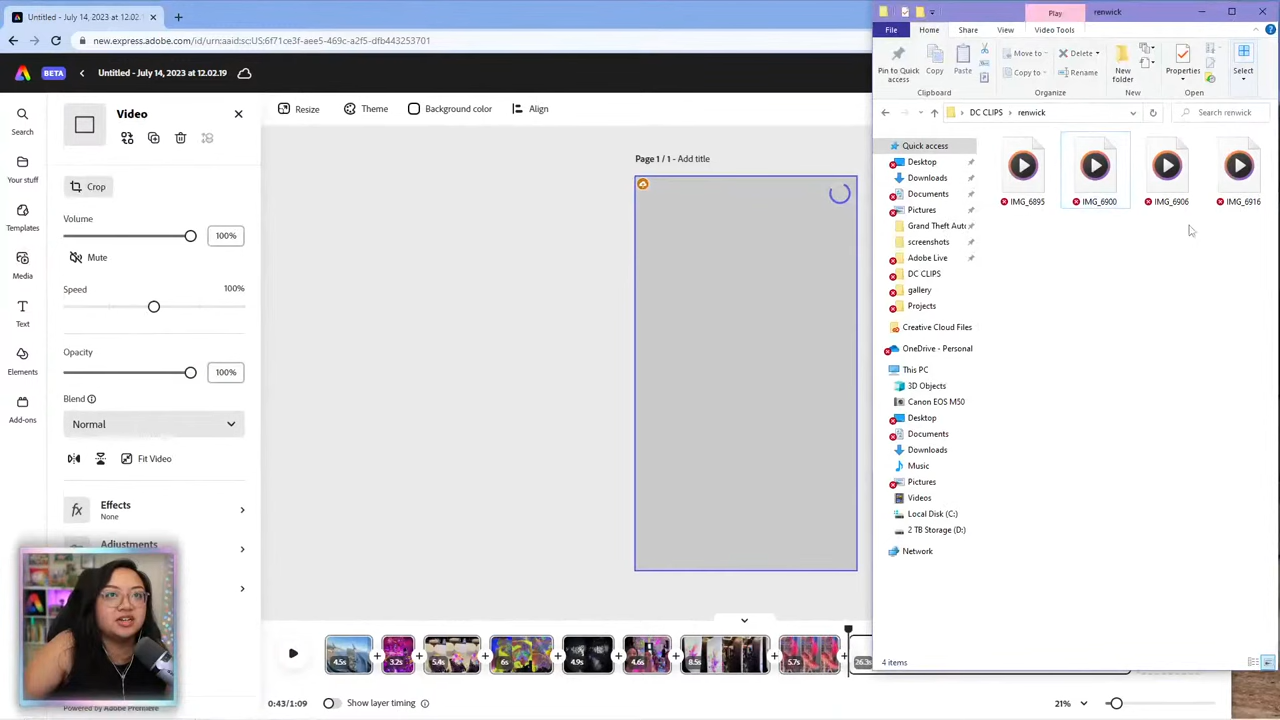 Untitled - July 14, 2023 at 12.02
new.express.adobe.com/id/urn:aaid:sc:US:6f71ce3f-aee5-469c-a2f5-dfb443253701
BETA
Untitled - July 14, 2023 at 12.02.19
Resize
Theme
Background color
Align
Search
Your stuff
Templates
Media
Text
Elements
Add-ons
Video
Crop
Volume
100%
Mute
Speed
100%
Opacity
100%
Blend
Normal
Fit Video
fx
Effects
None
Adjustments
Powered by Adobe Premiere
Page 1 / 1 - Add title
4.5s
3.2s
5.4s
6s
4.9s
4.6s
8.5s
5.7s
26.3s
0:43/1:09
Show layer timing
21%
Play
renwick
File
Home
Share
View
Video Tools
Pin to Quick
access
Copy
Paste
Move to
Copy to
Delete
Rename
New
folder
Properties
Select
Clipboard
Organize
New
Open
DC CLIPS
renwick
Search renwick
Quick access
Desktop
Downloads
Documents
Pictures
Grand Theft Aut
screenshots
Adobe Live
DC CLIPS
gallery
Projects
Creative Cloud Files
OneDrive - Personal
This PC
3D Objects
Canon EOS M50
Desktop
Documents
Downloads
Music
Pictures
Videos
Local Disk (C:)
2 TB Storage (D:)
Network
IMG_6895
IMG_6900
IMG_6906
IMG_6916
4 items